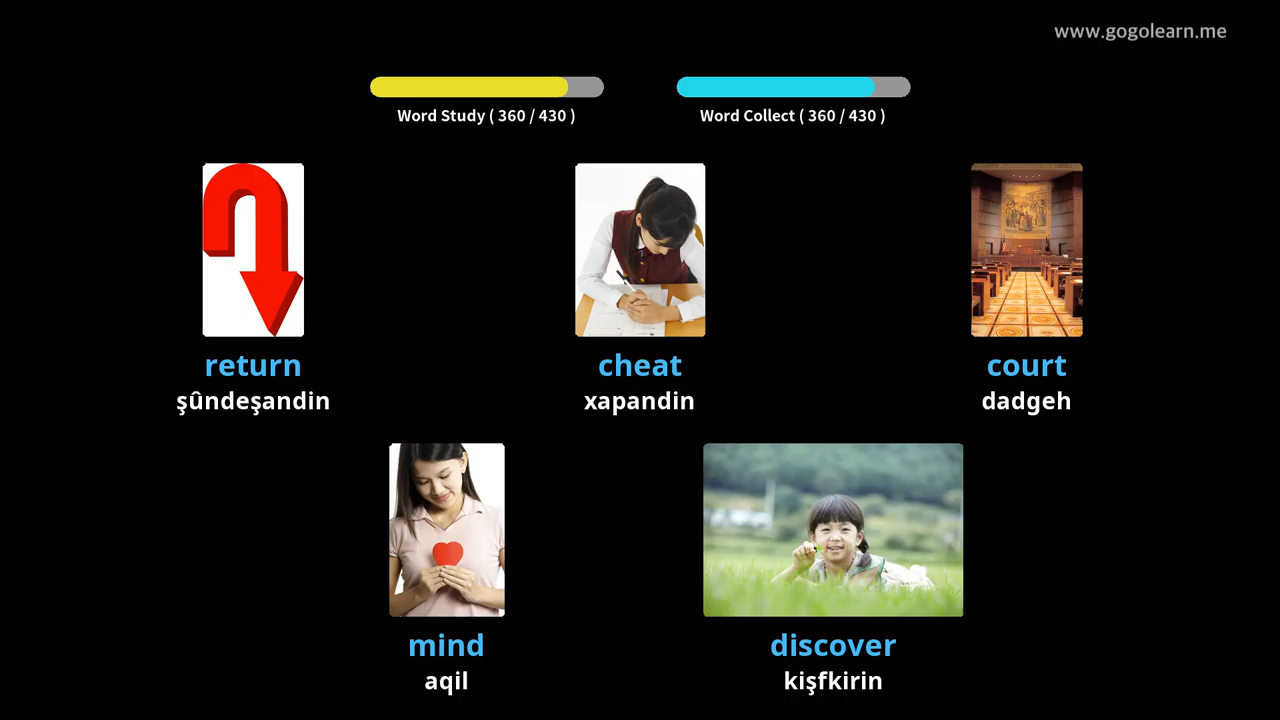 www.gogolearn.me
Word Study ( 360 / 430 )
Word Collect ( 360 / 430 )
return
şûndeşandin
cheat
xapandin
court
dadgeh
mind
aqil
discover
kişfkirin